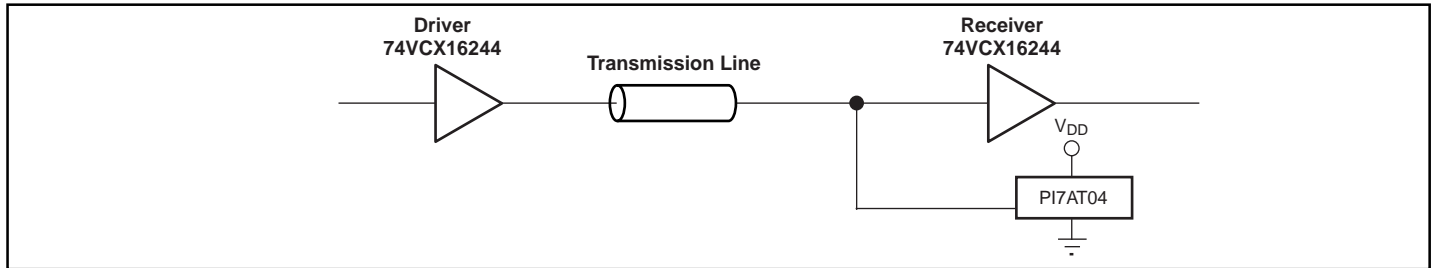 Driver
74VCX16244
Transmission Line
Receiver
74VCX16244
VDD
PI7AT04